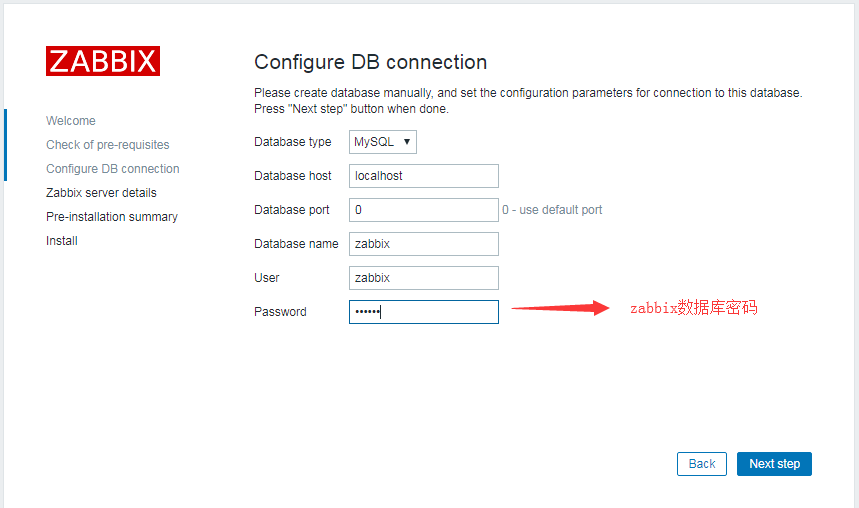 ZABBIX
Welcome
Check of pre-requisites
Configure DB connection
Zabbix server details
Pre-installation summary
Install
Configure DB connection
Please create database manually, and set the configuration parameters for connection to this database.
Press "Next step" button when done.
Database type MySQL ▼
Database host localhost
Database port 0 0 - use default port
Database name zabbix
User zabbix
Password •••••• zabbix数据库密码
Back Next step